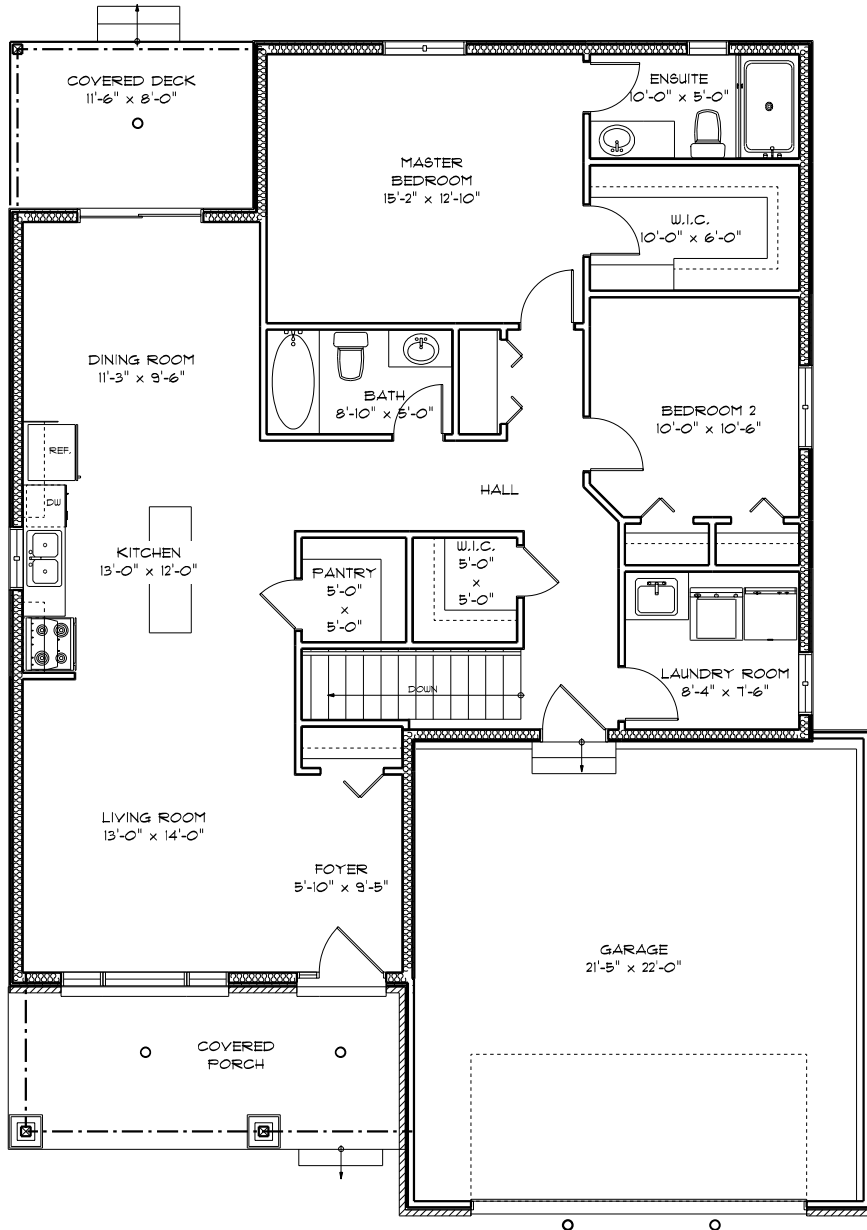 COVERED DECK
11'-6" x 8'-0"
ENSUITE
10'-0" x 5'-0"
MASTER
BEDROOM
15'-2" x 12'-10"
W.I.C.
10'-0" x 6'-0"
DINING ROOM
11'-3" x 9'-6"
BATH
8'-10" x 5'-0"
BEDROOM 2
10'-0" x 10'-6"
REF.
DW
HALL
KITCHEN
13'-0" x 12'-0"
PANTRY
5'-0"
x
5'-0"
W.I.C.
5'-0"
x
5'-0"
LAUNDRY ROOM
8'-4" x 7'-6"
DOWN
LIVING ROOM
13'-0" x 14'-0"
FOYER
5'-10" x 9'-5"
GARAGE
21'-5" x 22'-0"
COVERED
PORCH